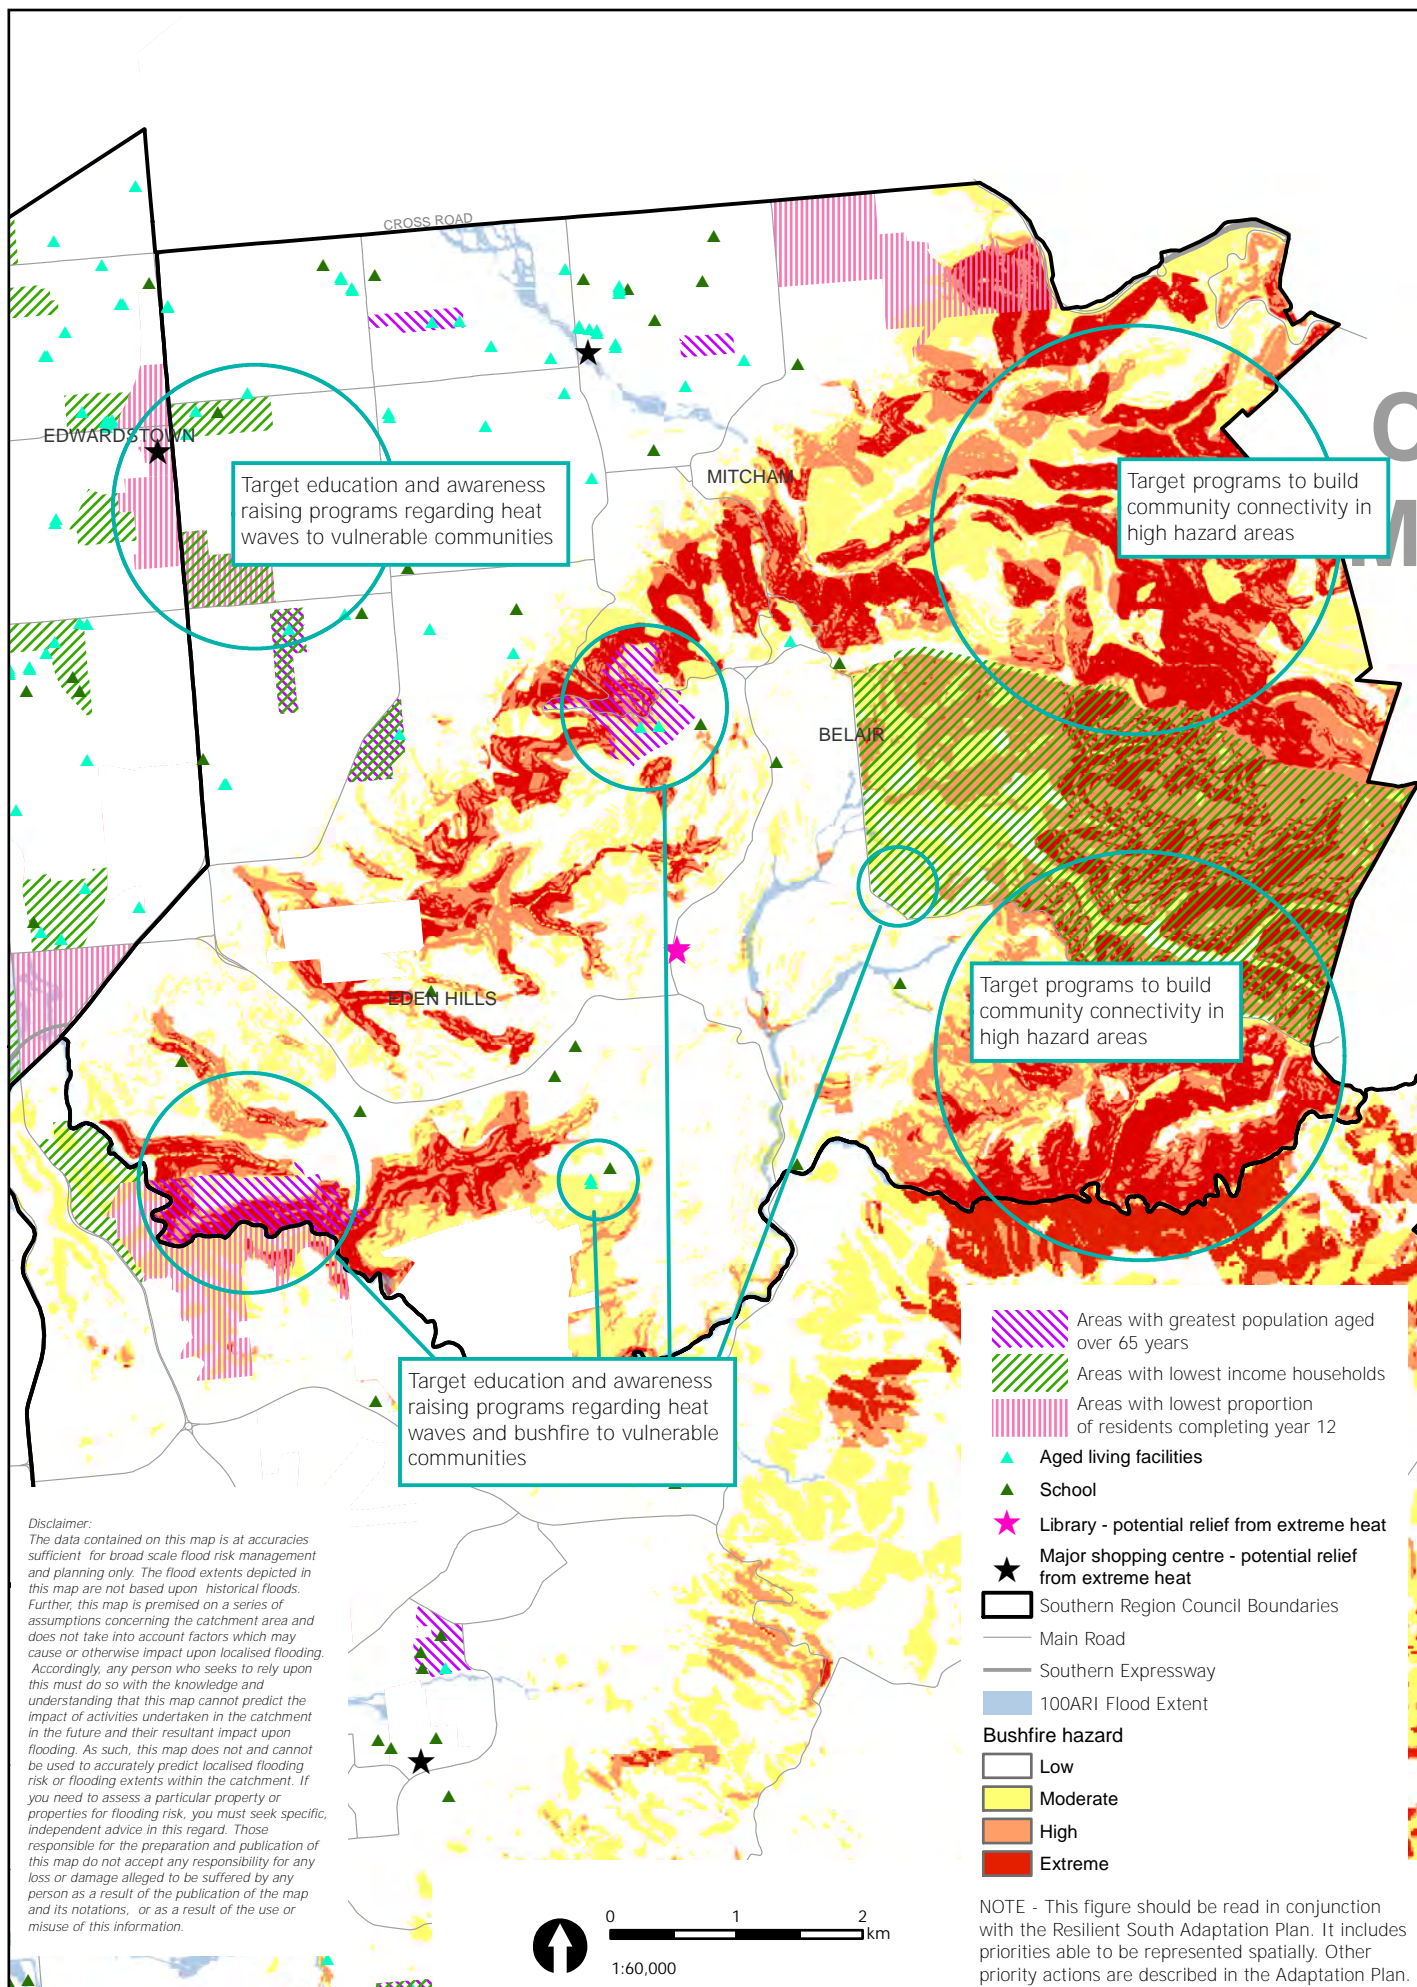 CROSS ROAD
EDWARDSTOWN
Target education and awareness
raising programs regarding heat
waves to vulnerable communities
MITCHAM
C
M
Target programs to build
community connectivity in
high hazard areas
BELAIR
EDEN HILLS
Target programs to build
community connectivity in
high hazard areas
Target education and awareness
raising programs regarding heat
waves and bushfire to vulnerable
communities
Areas with greatest population aged
over 65 years
Areas with lowest income households
Areas with lowest proportion
of residents completing year 12
Aged living facilities
School
Library - potential relief from extreme heat
Major shopping centre - potential relief
from extreme heat
Southern Region Council Boundaries
Main Road
Southern Expressway
100ARI Flood Extent
Bushfire hazard
Low
Moderate
High
Extreme
NOTE - This figure should be read in conjunction
with the Resilient South Adaptation Plan. It includes
priorities able to be represented spatially. Other
priority actions are described in the Adaptation Plan.
Disclaimer:
The data contained on this map is at accuracies
sufficient for broad scale flood risk management
and planning only. The flood extents depicted in
this map are not based upon historical floods.
Further, this map is premised on a series of
assumptions concerning the catchment area and
does not take into account factors which may
cause or otherwise impact upon localised flooding.
Accordingly, any person who seeks to rely upon
this must do so with the knowledge and
understanding that this map cannot predict the
impact of activities undertaken in the catchment
in the future and their resultant impact upon
flooding. As such, this map does not and cannot
be used to accurately predict localised flooding
risk or flooding extents within the catchment. If
you need to assess a particular property or
properties for flooding risk, you must seek specific,
independent advice in this regard. Those
responsible for the preparation and publication of
this map do not accept any responsibility for any
loss or damage alleged to be suffered by any
person as a result of the publication of the map
and its notations, or as a result of the use or
misuse of this information.
0 1 2
km
1:60,000